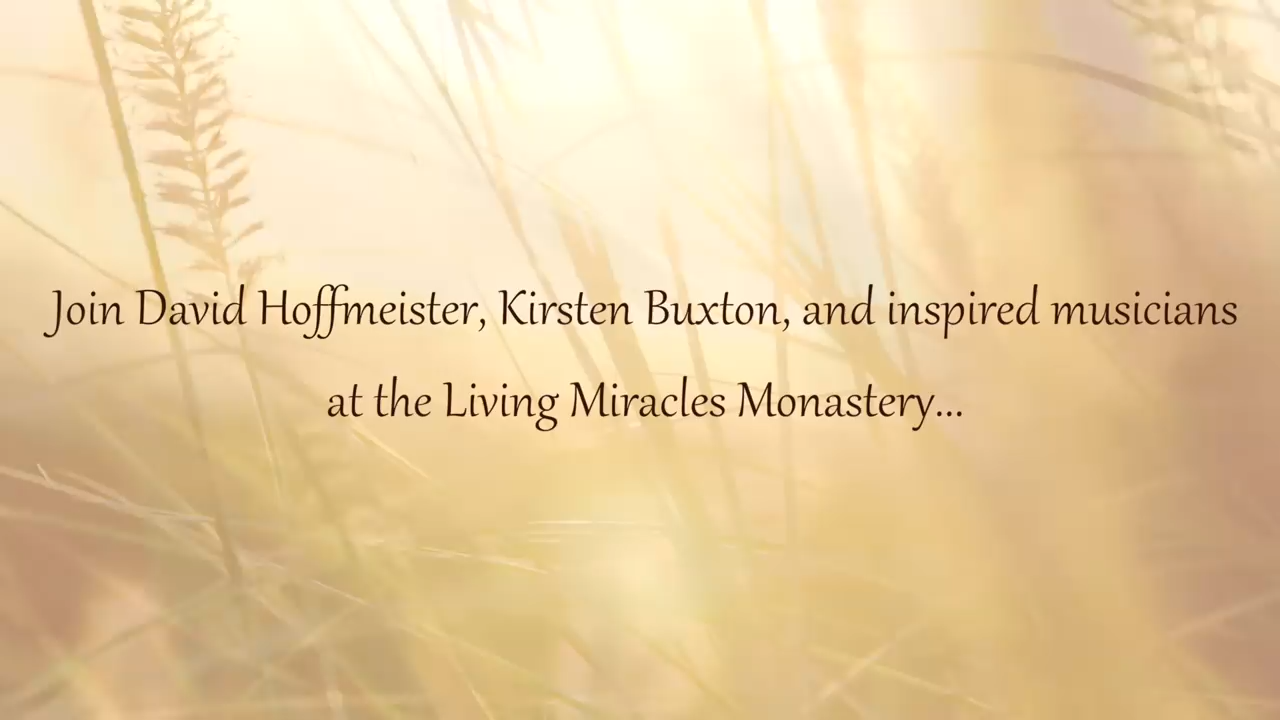 Join David Hoffmeister, Kirsten Buxton, and inspired musicians
at the Living Miracles Monastery...